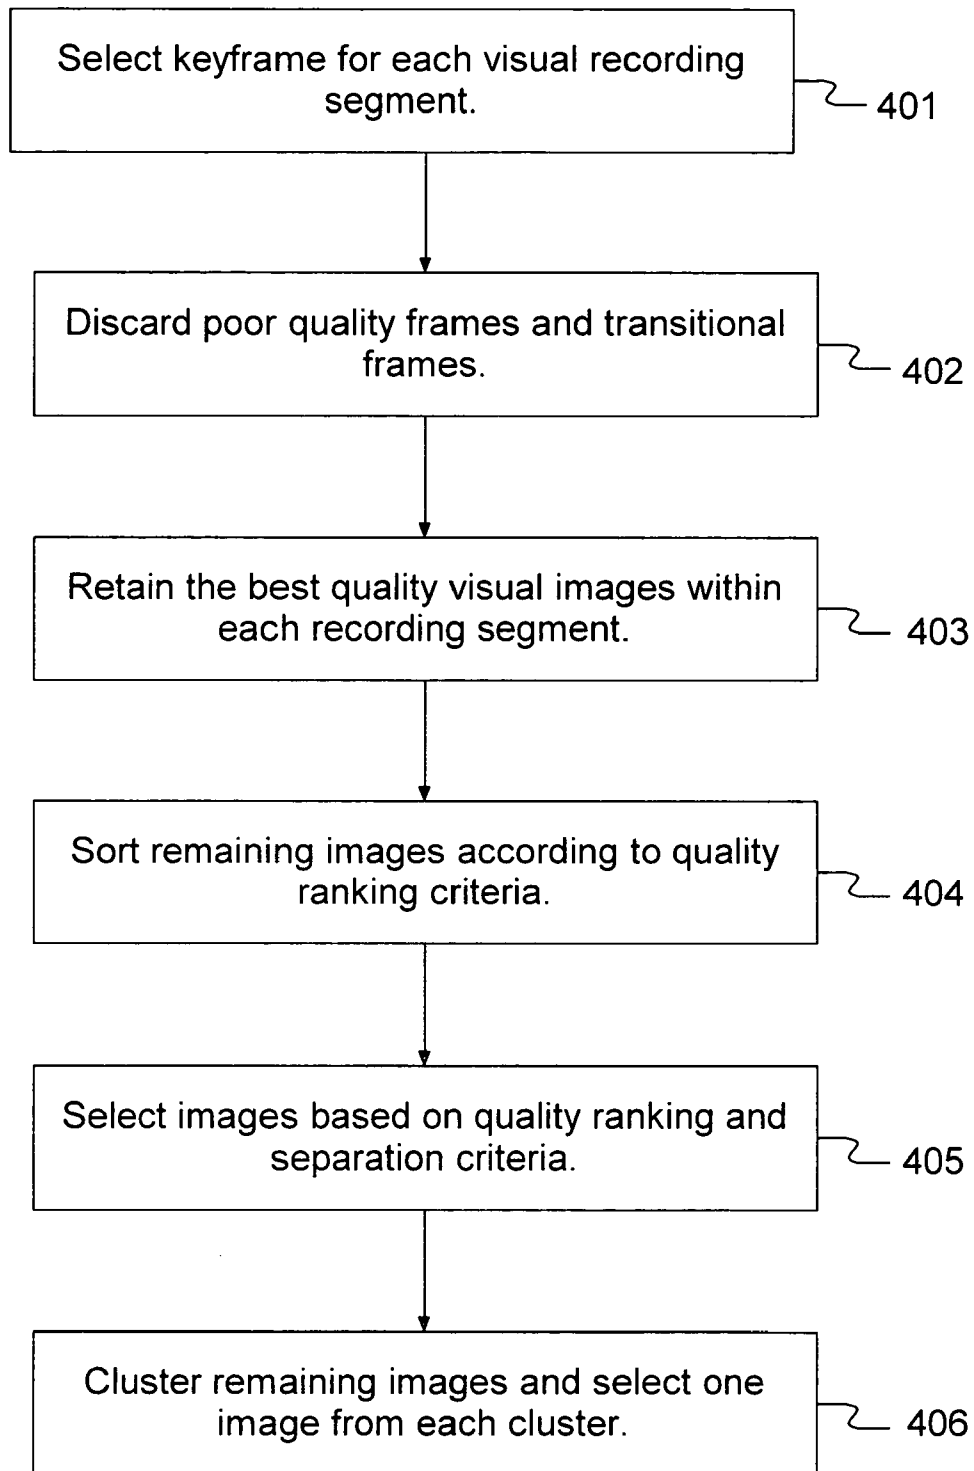 Select keyframe for each visual recording
segment.
401
Discard poor quality frames and transitional
frames.
402
Retain the best quality visual images within
each recording segment.
403
Sort remaining images according to quality
ranking criteria.
404
Select images based on quality ranking and
separation criteria.
405
Cluster remaining images and select one
image from each cluster.
406